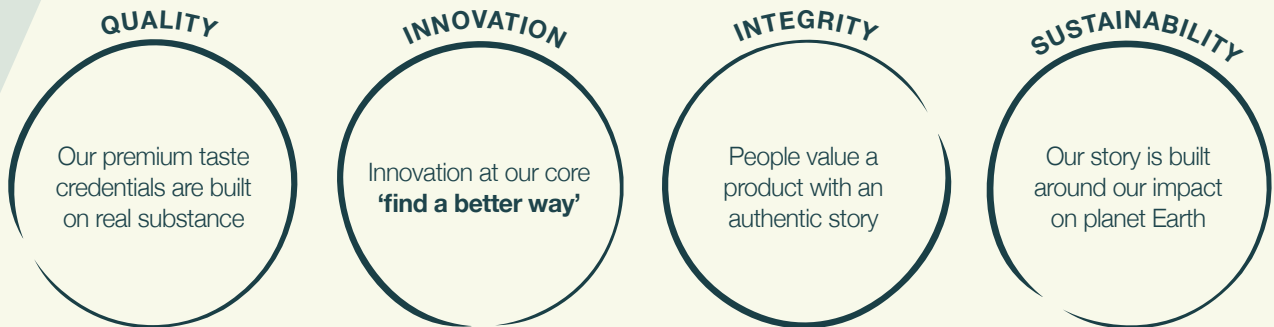 QUALITY
Our premium taste
credentials are built
on real substance
INNOVATION
Innovation at our core
‘find a better way’
INTEGRITY
People value a
product with an
authentic story
SUSTAINABILITY
Our story is built
around our impact
on planet Earth